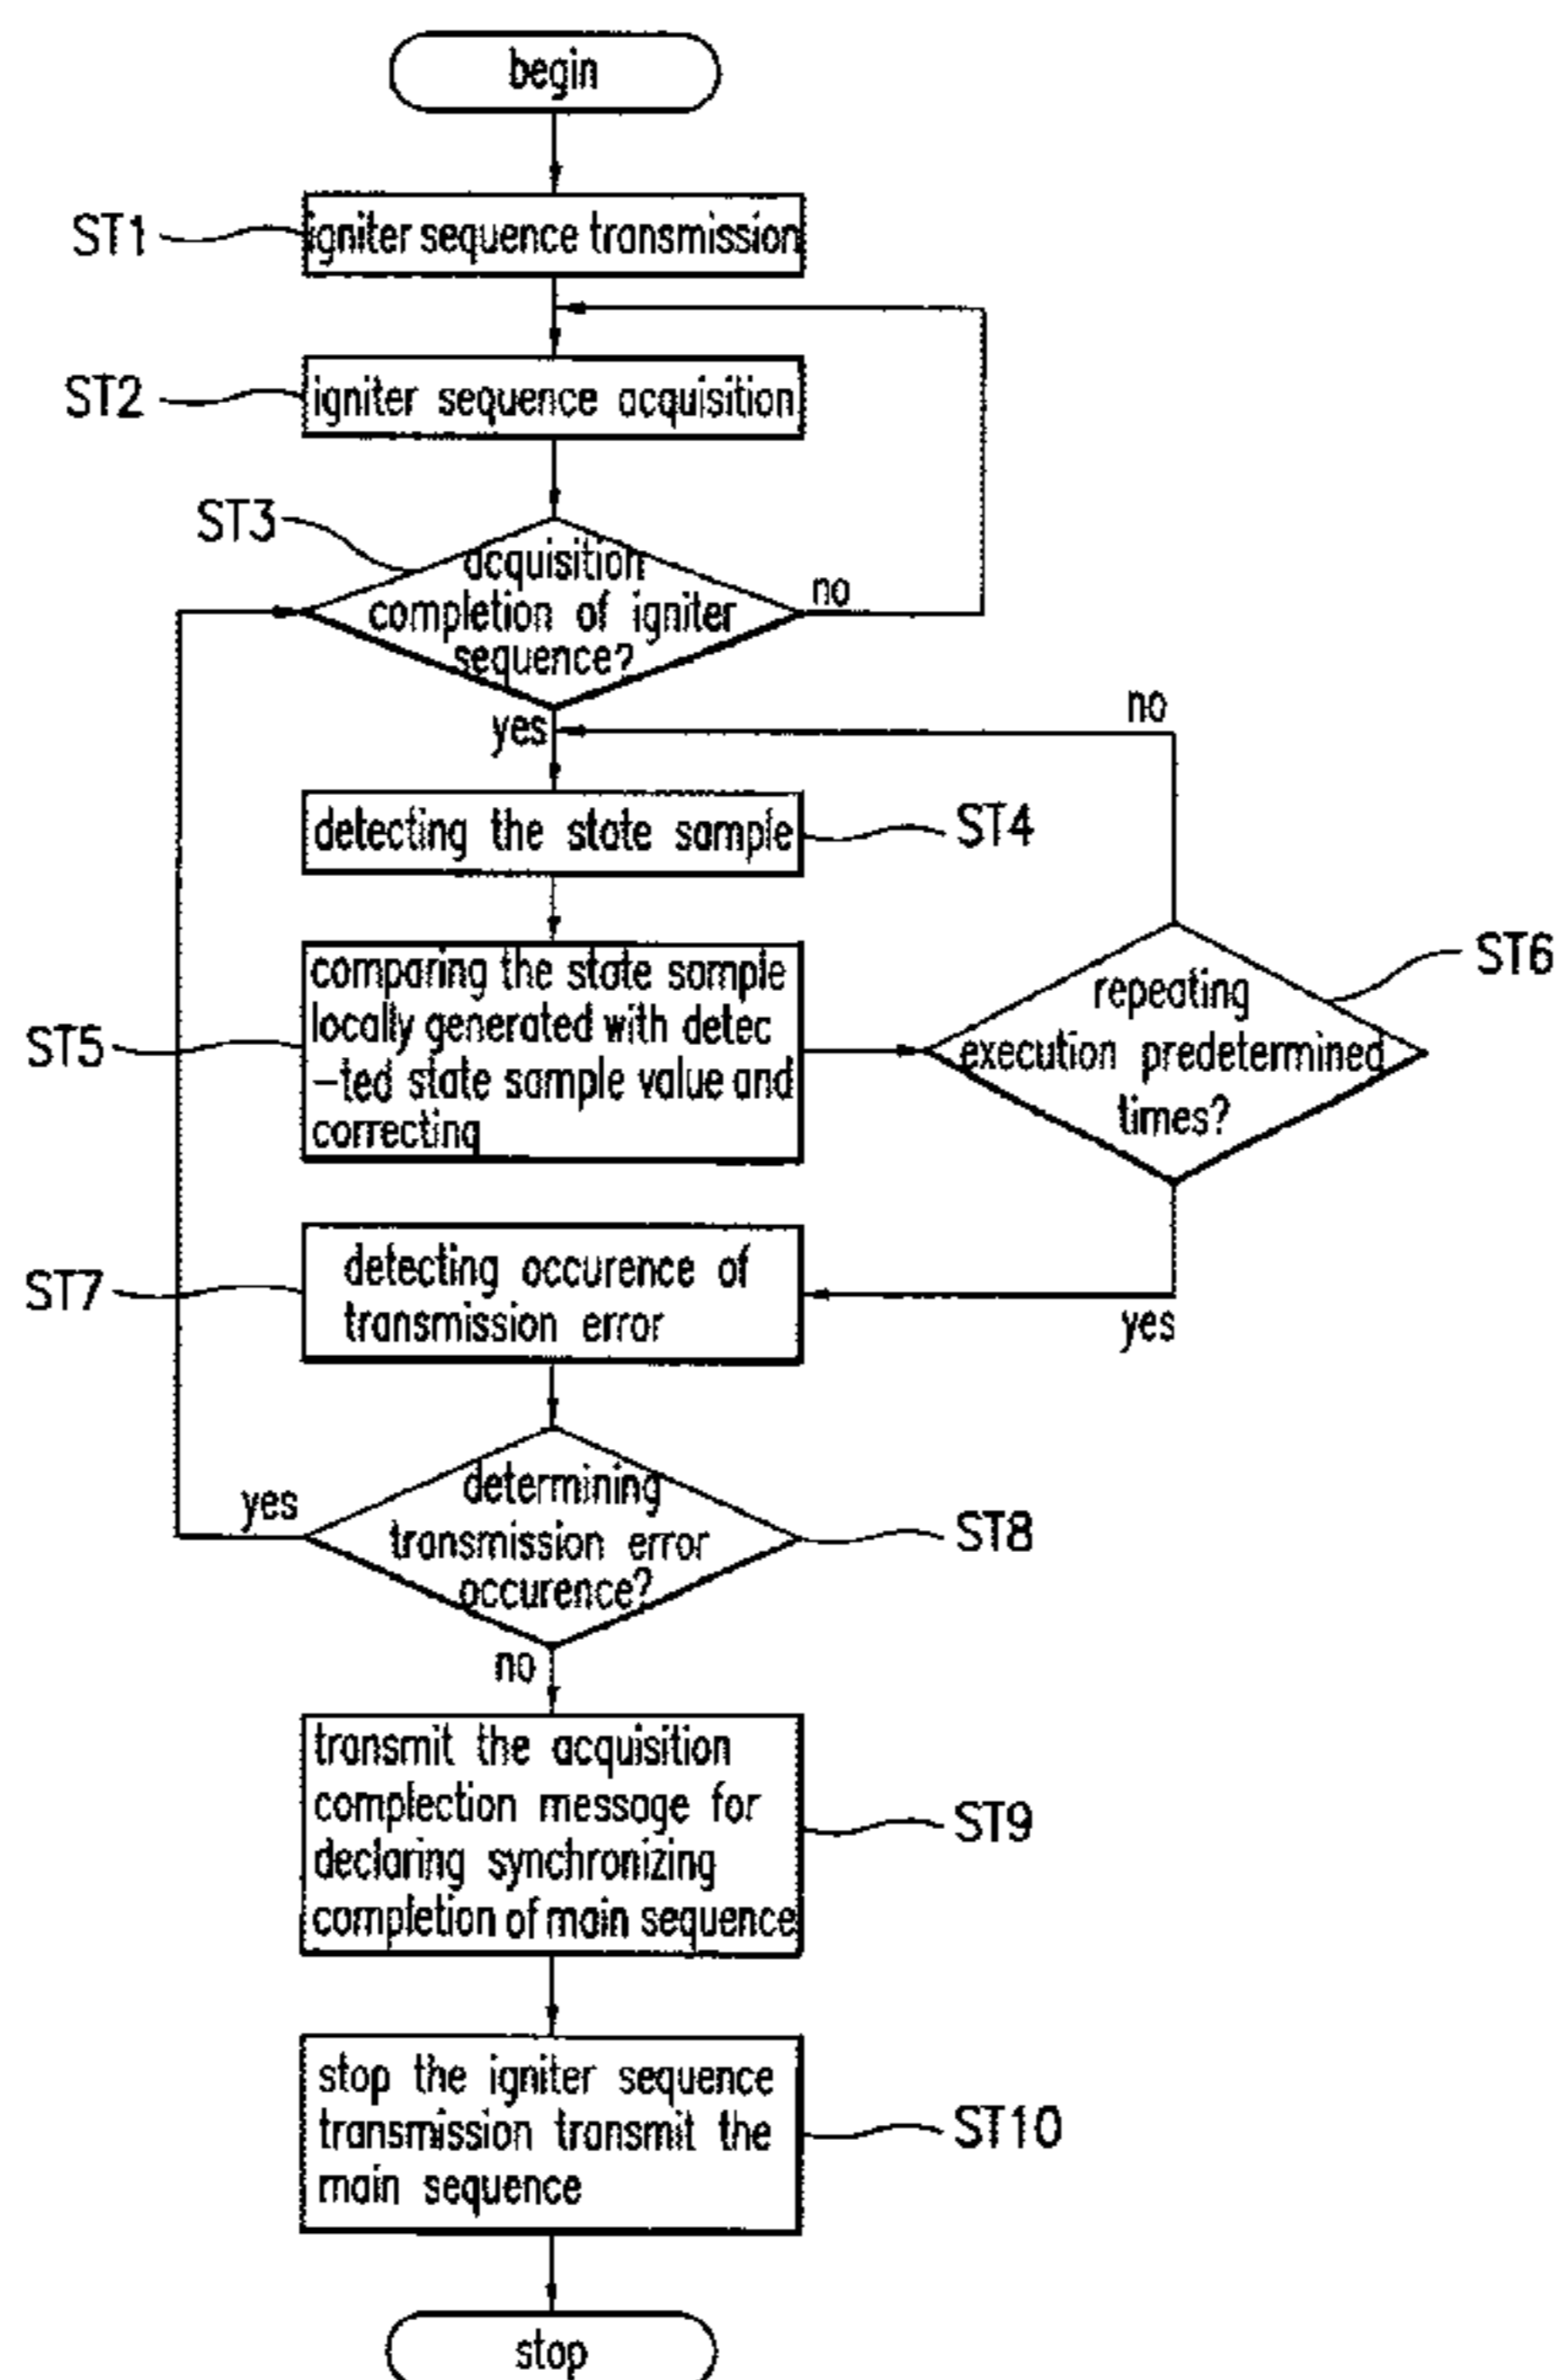 begin
ST1
igniter sequence transmission
ST2
igniter sequence acquisition
ST3
acquisition
completion of igniter
sequence?
no
yes
no
detecting the state sample
ST4
comparing the state sample
locally generated with detec
-ted state sample value and
correcting
ST5
repeating
execution predetermined
times?
ST6
yes
ST7
detecting occurence of
transmission error
determining
transmission error
occurence?
yes
ST8
no
transmit the acquisition
complection message for
declaring synchronizing
completion of main sequence
ST9
stop the igniter sequence
transmission transmit the
main sequence
ST10
stop